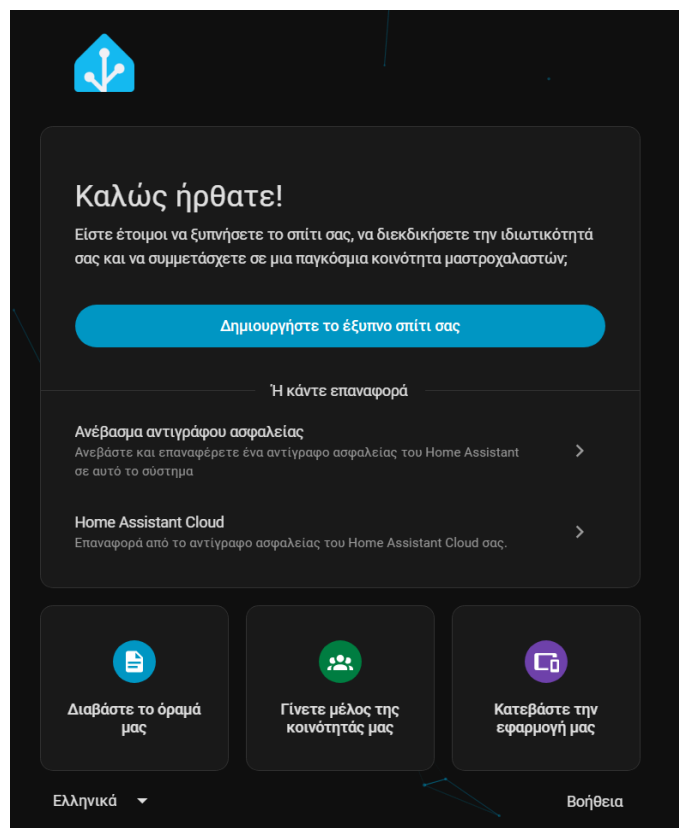 Καλώς ήρθατε!
Είστε έτοιμοι να ξυπνήσετε το σπίτι σας, να διεκδικήσετε την ιδιωτικότητά
σας και να συμμετάσχετε σε μια παγκόσμια κοινότητα μαστροχαλαστών;
Δημιουργήστε το έξυπνο σπίτι σας
Ή κάντε επαναφορά
Ανέβασμα αντιγράφου ασφαλείας
Ανεβάστε και επαναφέρετε ένα αντίγραφο ασφαλείας του Home Assistant
σε αυτό το σύστημα
Home Assistant Cloud
Επαναφορά από το αντίγραφο ασφαλείας του Home Assistant Cloud σας.
Διαβάστε το όραμά
μας
Γίνετε μέλος της
κοινότητάς μας
Κατεβάστε την
εφαρμογή μας
Ελληνικά
Βοήθεια